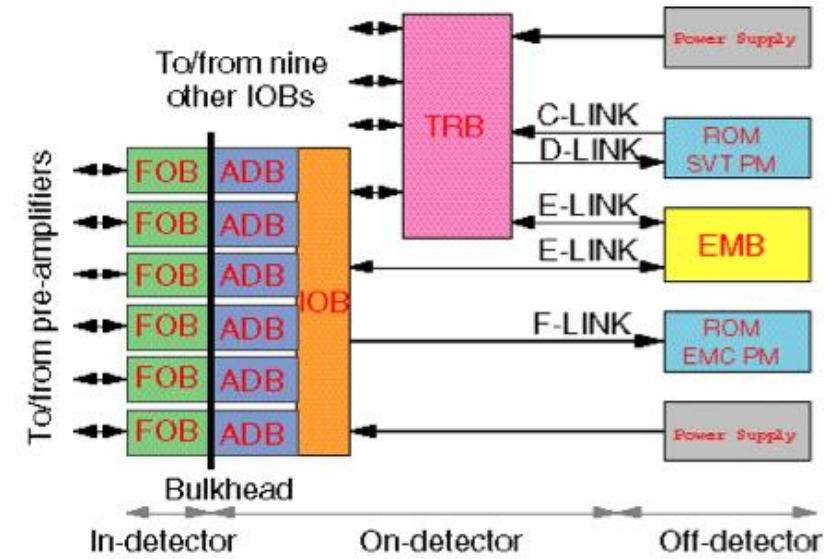 Power Supply
To/from nine
other IOBs
TRB
C-LINK
ROM
SVT PM
D-LINK
E-LINK
EMB
E-LINK
To/from pre-amplifiers
FOB ADB
FOB ADB
FOB ADB
IOB
FOB ADB
FOB ADB
FOB ADB
F-LINK
ROM
EMC PM
Power Supply
Bulkhead
In-detector
On-detector
Off-detector